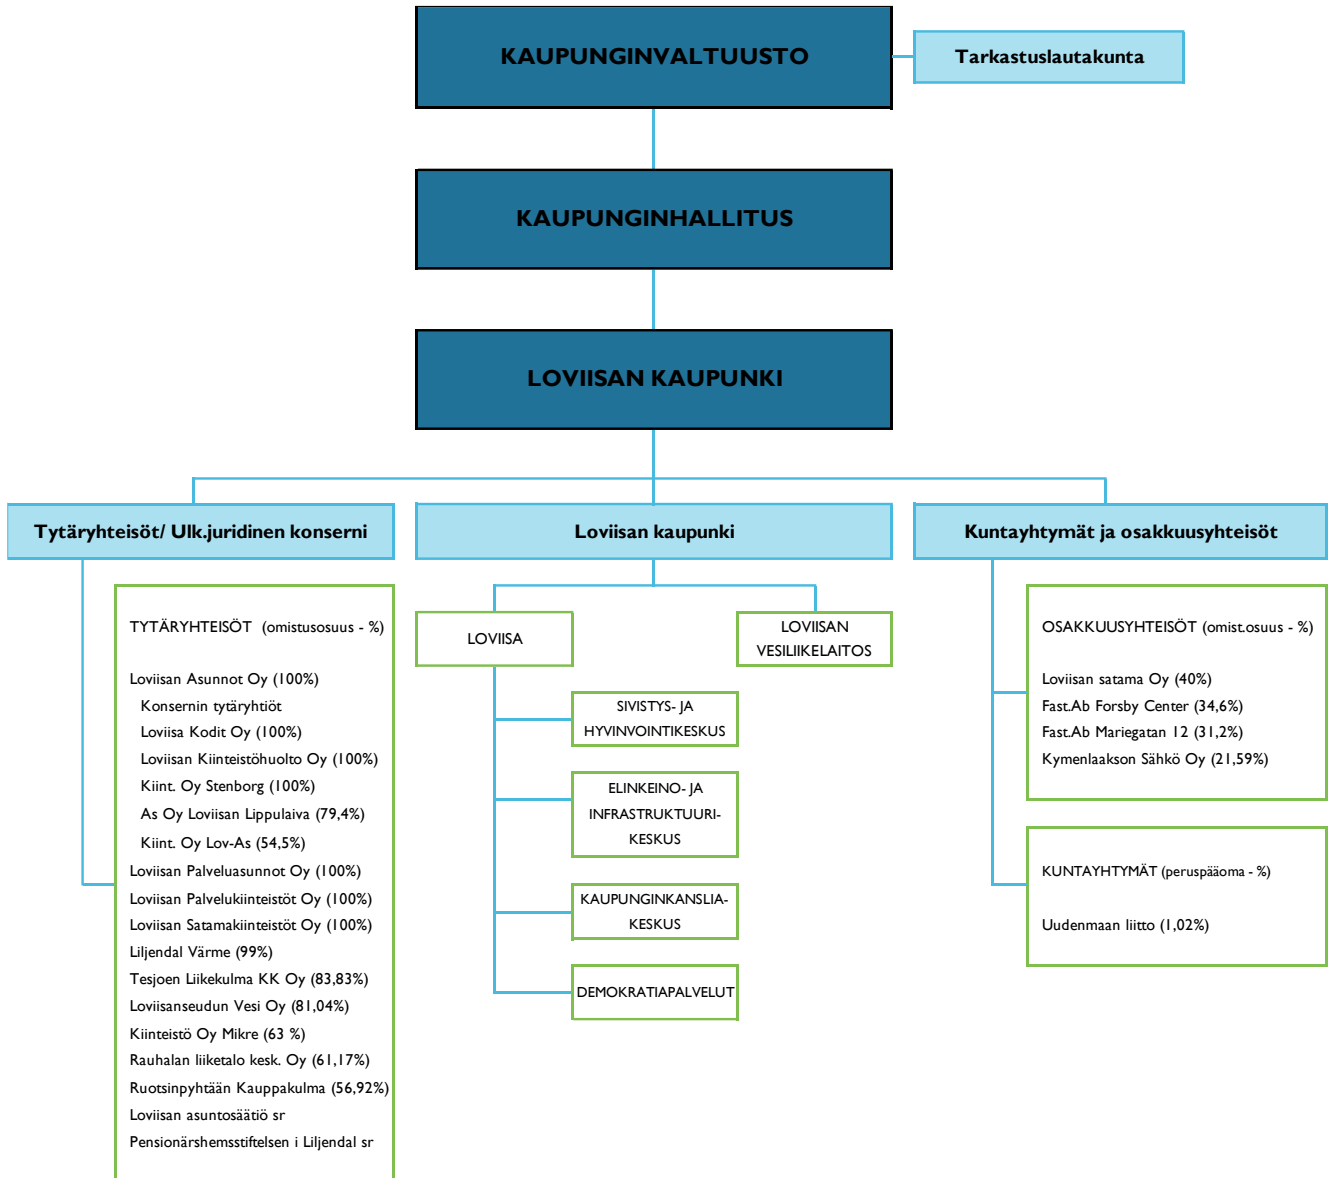 KAUPUNGINVALTUUSTO
Tarkastuslautakunta
KAUPUNGINHALLITUS
LOVIISAN KAUPUNKI
Tytäryhteisöt/ Ulk.juridinen konserni
Loviisan kaupunki
Kuntayhtymät ja osakkuusyhteisöt
TYTÄRYHTEISÖT (omistusosuus - %)
Loviisan Asunnot Oy (100%)
Konsernin tytäryhtiöt
Loviisa Kodit Oy (100%)
Loviisan Kiinteistöhuolto Oy (100%)
Kiint. Oy Stenborg (100%)
As Oy Loviisan Lippulaiva (79,4%)
Kiint. Oy Lov-As (54,5%)
Loviisan Palveluasunnot Oy (100%)
Loviisan Palvelukiinteistöt Oy (100%)
Loviisan Satamakiinteistöt Oy (100%)
Liljendal Värme (99%)
Tesjoen Liikekulma KK Oy (83,83%)
Loviisanseudun Vesi Oy (81,04%)
Kiinteistö Oy Mikre (63 %)
Rauhalan liiketalo kesk. Oy (61,17%)
Ruotsinpyhtään Kauppakulma (56,92%)
Loviisan asuntosäätiö sr
Pensionärshemsstiftelsen i Liljendal sr
LOVIISA
LOVIISAN
VESILIIKELAITOS
SIVISTYS- JA
HYVINVOINTIKESKUS
ELINKEINO- JA
INFRASTRUKTUURI-
KESKUS
KAUPUNGINKANSLIA-
KESKUS
DEMOKRATIAPALVELUT
OSAKKUUSYHTEISÖT (omist.osuus - %)
Loviisan satama Oy (40%)
Fast.Ab Forsby Center (34,6%)
Fast.Ab Mariegatan 12 (31,2%)
Kymenlaakson Sähkö Oy (21,59%)
KUNTAYHTYMÄT (peruspääoma - %)
Uudenmaan liitto (1,02%)